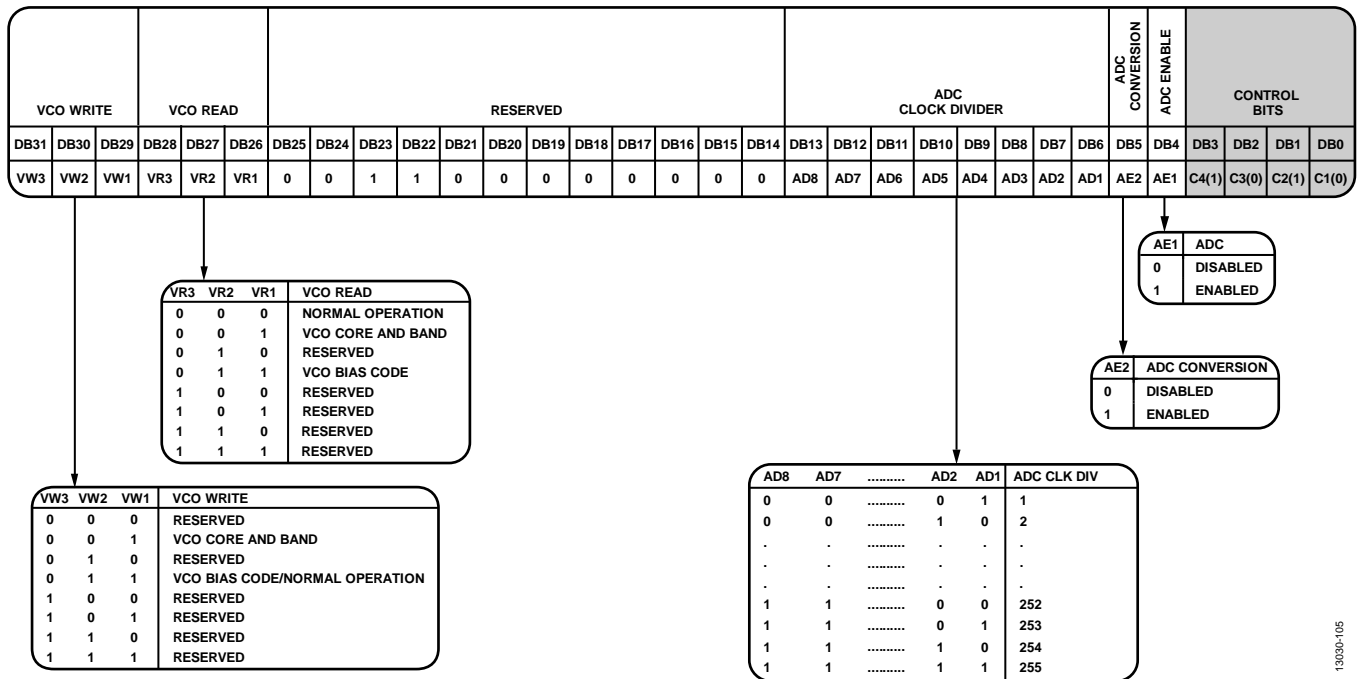 VCO WRITE VCO READ RESERVED ADC CLOCK DIVIDER ADC CONVERSION ADC ENABLE CONTROL BITS
DB31 DB30 DB29 DB28 DB27 DB26 DB25 DB24 DB23 DB22 DB21 DB20 DB19 DB18 DB17 DB16 DB15 DB14 DB13 DB12 DB11 DB10 DB9 DB8 DB7 DB6 DB5 DB4 DB3 DB2 DB1 DB0
VW3 VW2 VW1 VR3 VR2 VR1 0 0 1 1 0 0 0 0 0 0 0 0 AD8 AD7 AD6 AD5 AD4 AD3 AD2 AD1 AE2 AE1 C4(1) C3(0) C2(1) C1(0)
AE1 ADC
0 DISABLED
1 ENABLED
VR3 VR2 VR1 VCO READ
0 0 0 NORMAL OPERATION
0 0 1 VCO CORE AND BAND
0 1 0 RESERVED
0 1 1 VCO BIAS CODE
1 0 0 RESERVED
1 0 1 RESERVED
1 1 0 RESERVED
1 1 1 RESERVED
AE2 ADC CONVERSION
0 DISABLED
1 ENABLED
VW3 VW2 VW1 VCO WRITE
0 0 0 RESERVED
0 0 1 VCO CORE AND BAND
0 1 0 RESERVED
0 1 1 VCO BIAS CODE/NORMAL OPERATION
1 0 0 RESERVED
1 0 1 RESERVED
1 1 0 RESERVED
1 1 1 RESERVED
AD8 AD7 .......... AD2 AD1 ADC CLK DIV
0 0 .......... 0 1 1
0 0 .......... 1 0 2
. . .......... . . .
. . .......... . . .
. . .......... . . .
1 1 .......... 0 0 252
1 1 .......... 0 1 253
1 1 .......... 1 0 254
1 1 .......... 1 1 255
13030-105